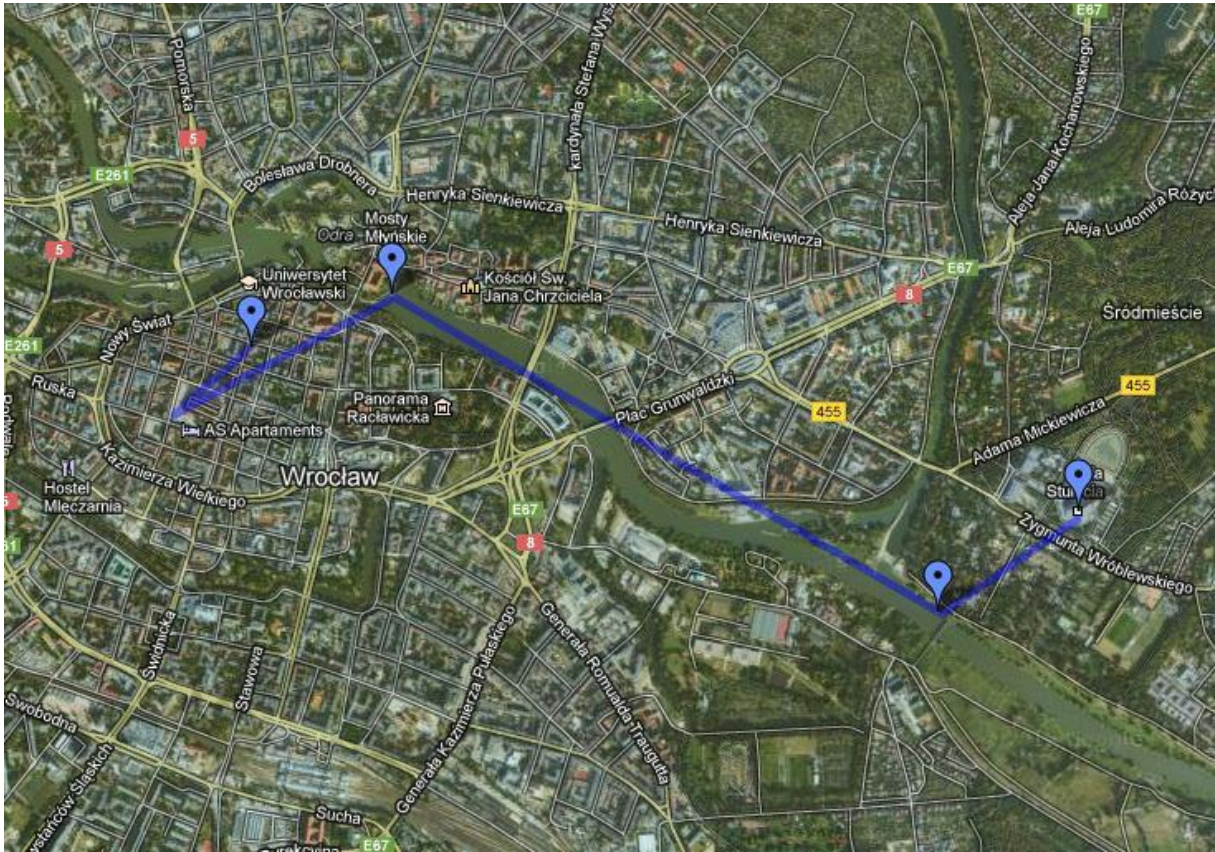 E67
Pomorska
kardynała Stefana Wysz
5
E261
Bolesława Drobnera
Henryka Sienkiewicza
Henryka Sienkiewicza
Aleja Jana Kochanowskiego
Aleja Ludomira Różyck
Mosty
Młyńskie
Odra
5
E67
8
Uniwersytet
Wrocławski
Kościół Św.
Jana Chrzciciela
Śródmieście
Nowy Świat
E261
Ruska
Plac Grunwaldzki
Panorama
Racławicka
455
455
Adama Mickiewicza
AS Apartaments
Kazimierza Wielkiego
Wrocław
Hostel
Mleczarnia
5
E67
8
Zygmunta Wróblewskiego
Świdnicka
Stawowa
Generała Kazimierza Pułaskiego
Generała Romualda Traugutta
Swobodna
Sucha
E67